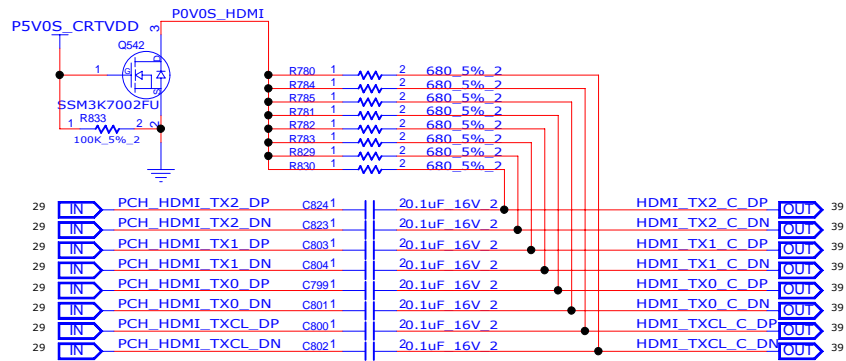 P0V0S_HDMI
P5V0S_CRTVDD
3
Q542
D
1
G
S
SSM3K7002FU
R833
1
2
2
100K_5%_2
R780 1 2 680_5%_2
R784 1 2 680_5%_2
R785 1 2 680_5%_2
R781 1 2 680_5%_2
R782 1 2 680_5%_2
R783 1 2 680_5%_2
R829 1 2 680_5%_2
R830 1 2 680_5%_2
29 IN PCH_HDMI_TX2_DP C824 1 2 0.1uF_16V_2 HDMI_TX2_C_DP OUT 39
29 IN PCH_HDMI_TX2_DN C823 1 2 0.1uF_16V_2 HDMI_TX2_C_DN OUT 39
29 IN PCH_HDMI_TX1_DP C803 1 2 0.1uF_16V_2 HDMI_TX1_C_DP OUT 39
29 IN PCH_HDMI_TX1_DN C804 1 2 0.1uF_16V_2 HDMI_TX1_C_DN OUT 39
29 IN PCH_HDMI_TX0_DP C799 1 2 0.1uF_16V_2 HDMI_TX0_C_DP OUT 39
29 IN PCH_HDMI_TX0_DN C801 1 2 0.1uF_16V_2 HDMI_TX0_C_DN OUT 39
29 IN PCH_HDMI_TXCL_DP C800 1 2 0.1uF_16V_2 HDMI_TXCL_C_DP OUT 39
29 IN PCH_HDMI_TXCL_DN C802 1 2 0.1uF_16V_2 HDMI_TXCL_C_DN OUT 39